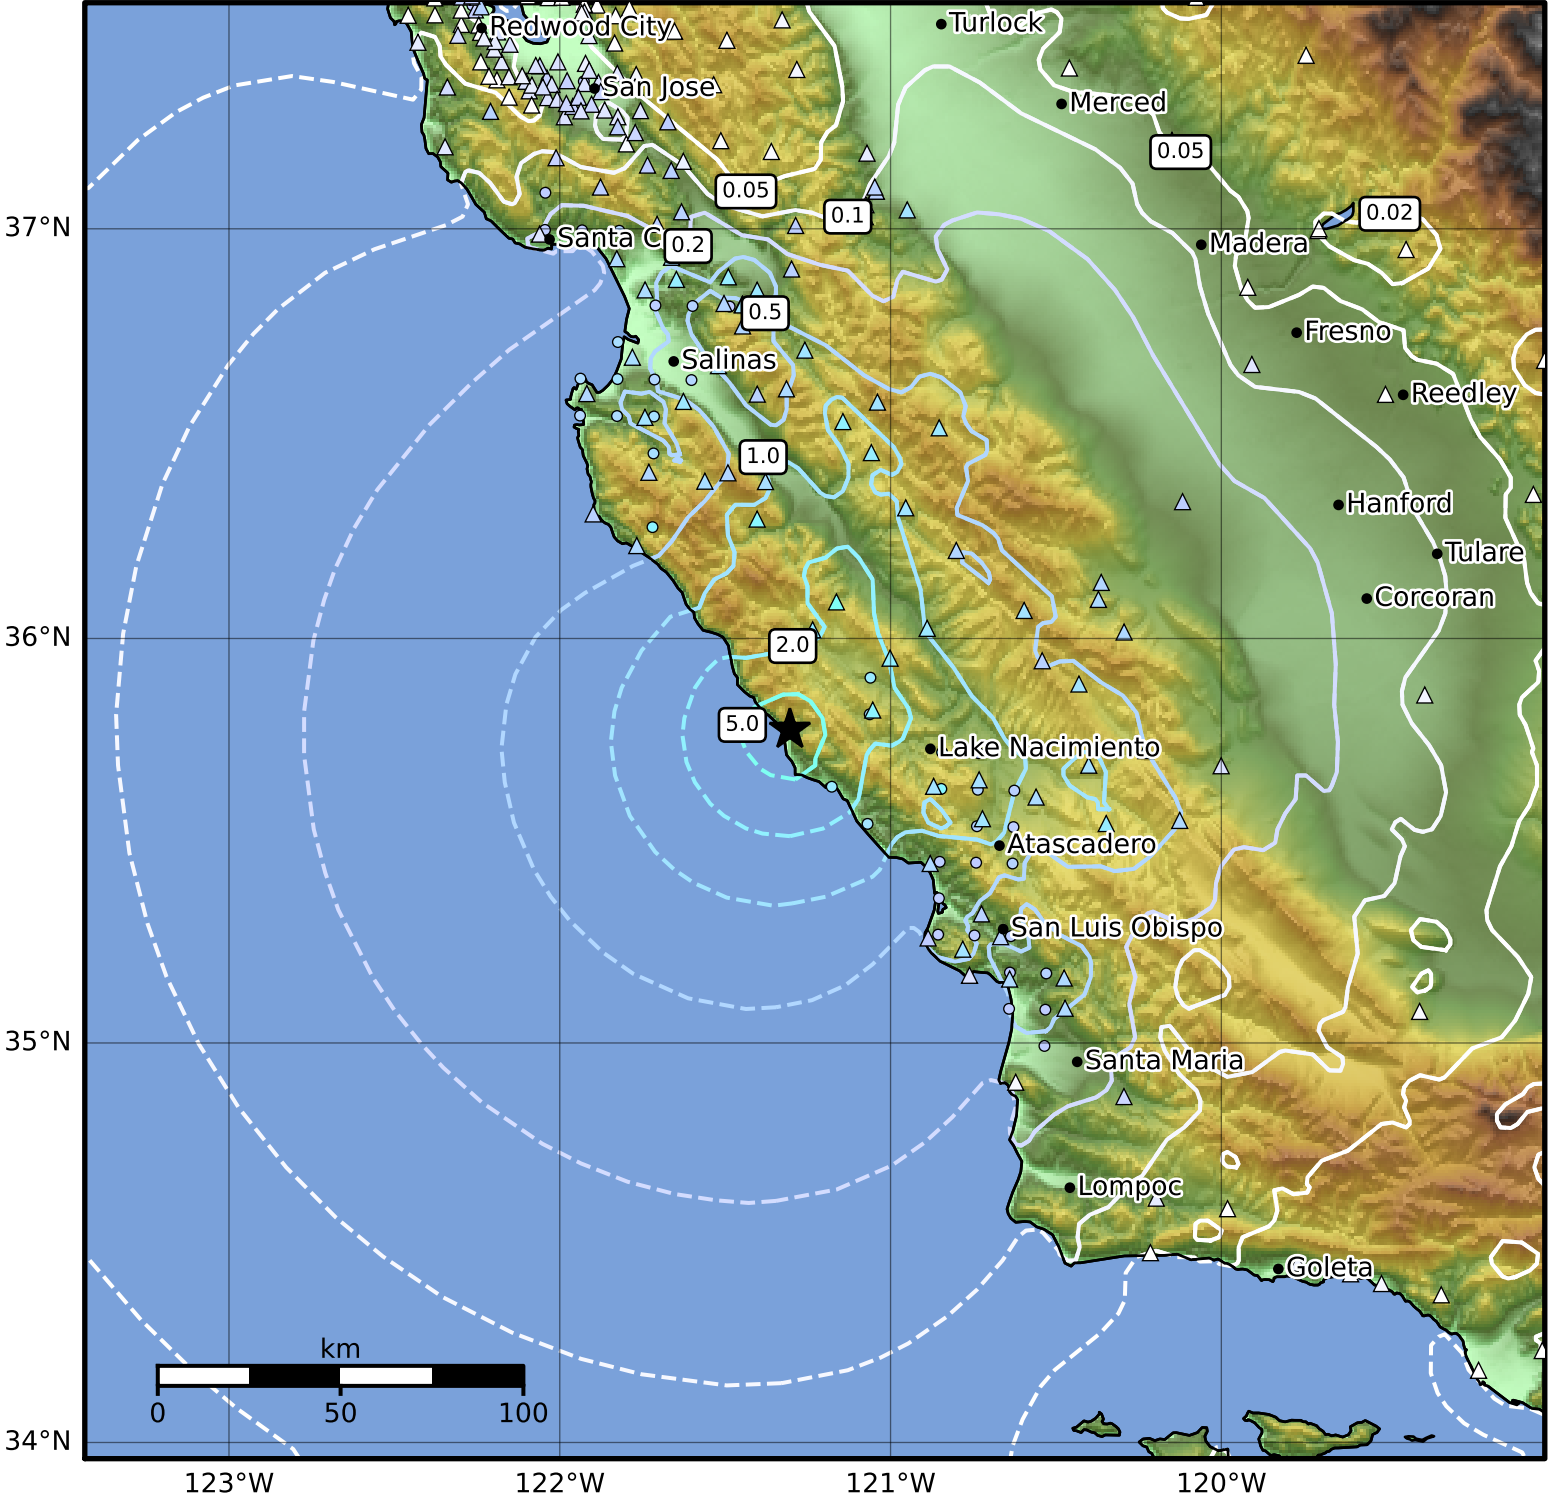 Redwood City
Turlock
San Jose
Merced
0.05
0.05
0.02
0.1
37°N
Santa C
0.2
Madera
0.5
Fresno
Salinas
Reedley
1.0
Hanford
Tulare
Corcoran
36°N
2.0
5.0
Lake Nacimiento
Atascadero
San Luis Obispo
35°N
Santa Maria
Lompoc
Goleta
km
0 50 100
34°N
123°W 122°W 121°W 120°W